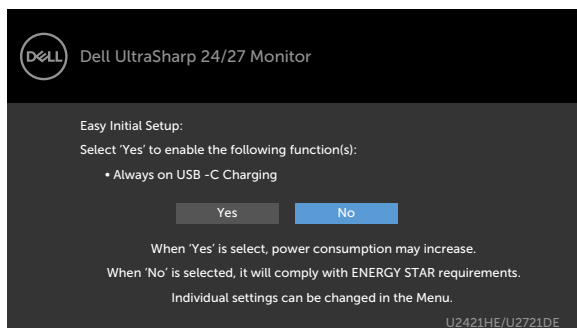 DELL
Dell UltraSharp 24/27 Monitor
Easy Initial Setup:
Select ‘Yes’ to enable the following function(s):
• Always on USB -C Charging
Yes No
When ‘Yes’ is select, power consumption may increase.
When ‘No’ is selected, it will comply with ENERGY STAR requirements.
Individual settings can be changed in the Menu.
U2421HE/U2721DE